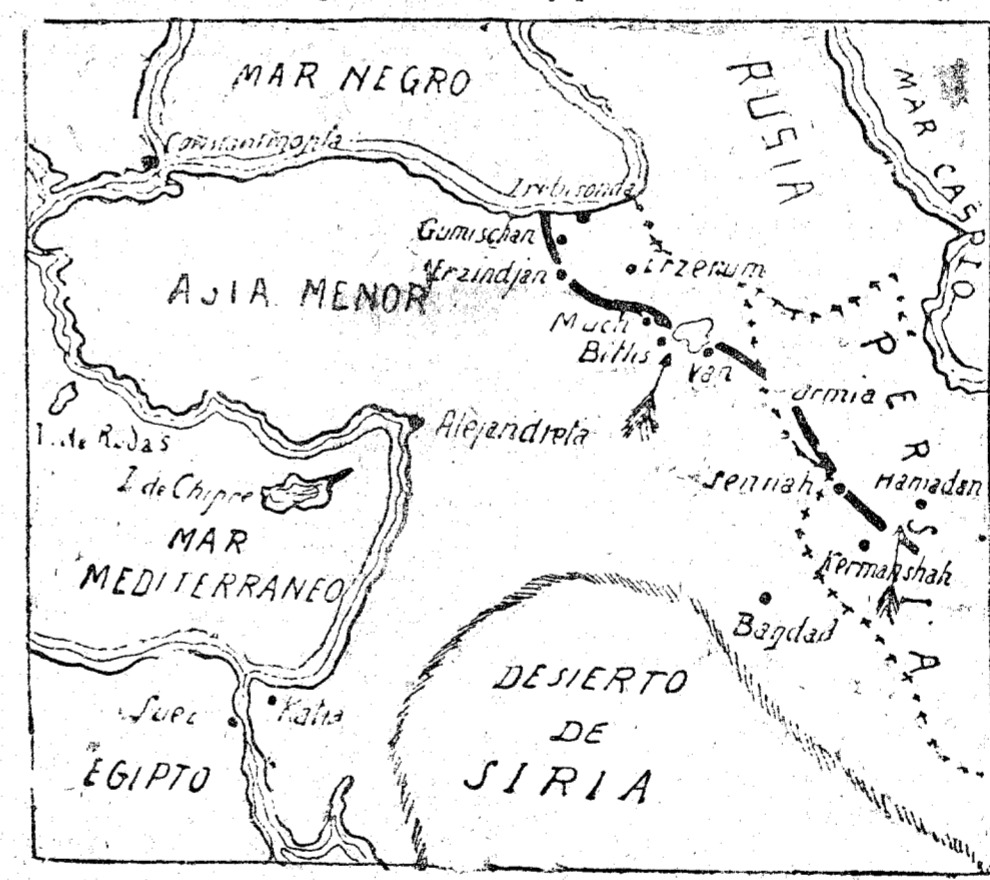 MAR NEGRO
RUSIA
MAR CASPIO
Constantinopla
Trebisonda
Gumischan
Erzindjan
Erzerum
ASIA MENOR
Much
Bitlis
Van
Urmia
PERSIA
I. de Rodas
Alejandreta
I. de Chipre
Sennah
Hamadan
MAR
MEDITERRANEO
Kermanshah
Bagdad
DESIERTO
DE
SIRIA
Suez
Katia
EGIPTO